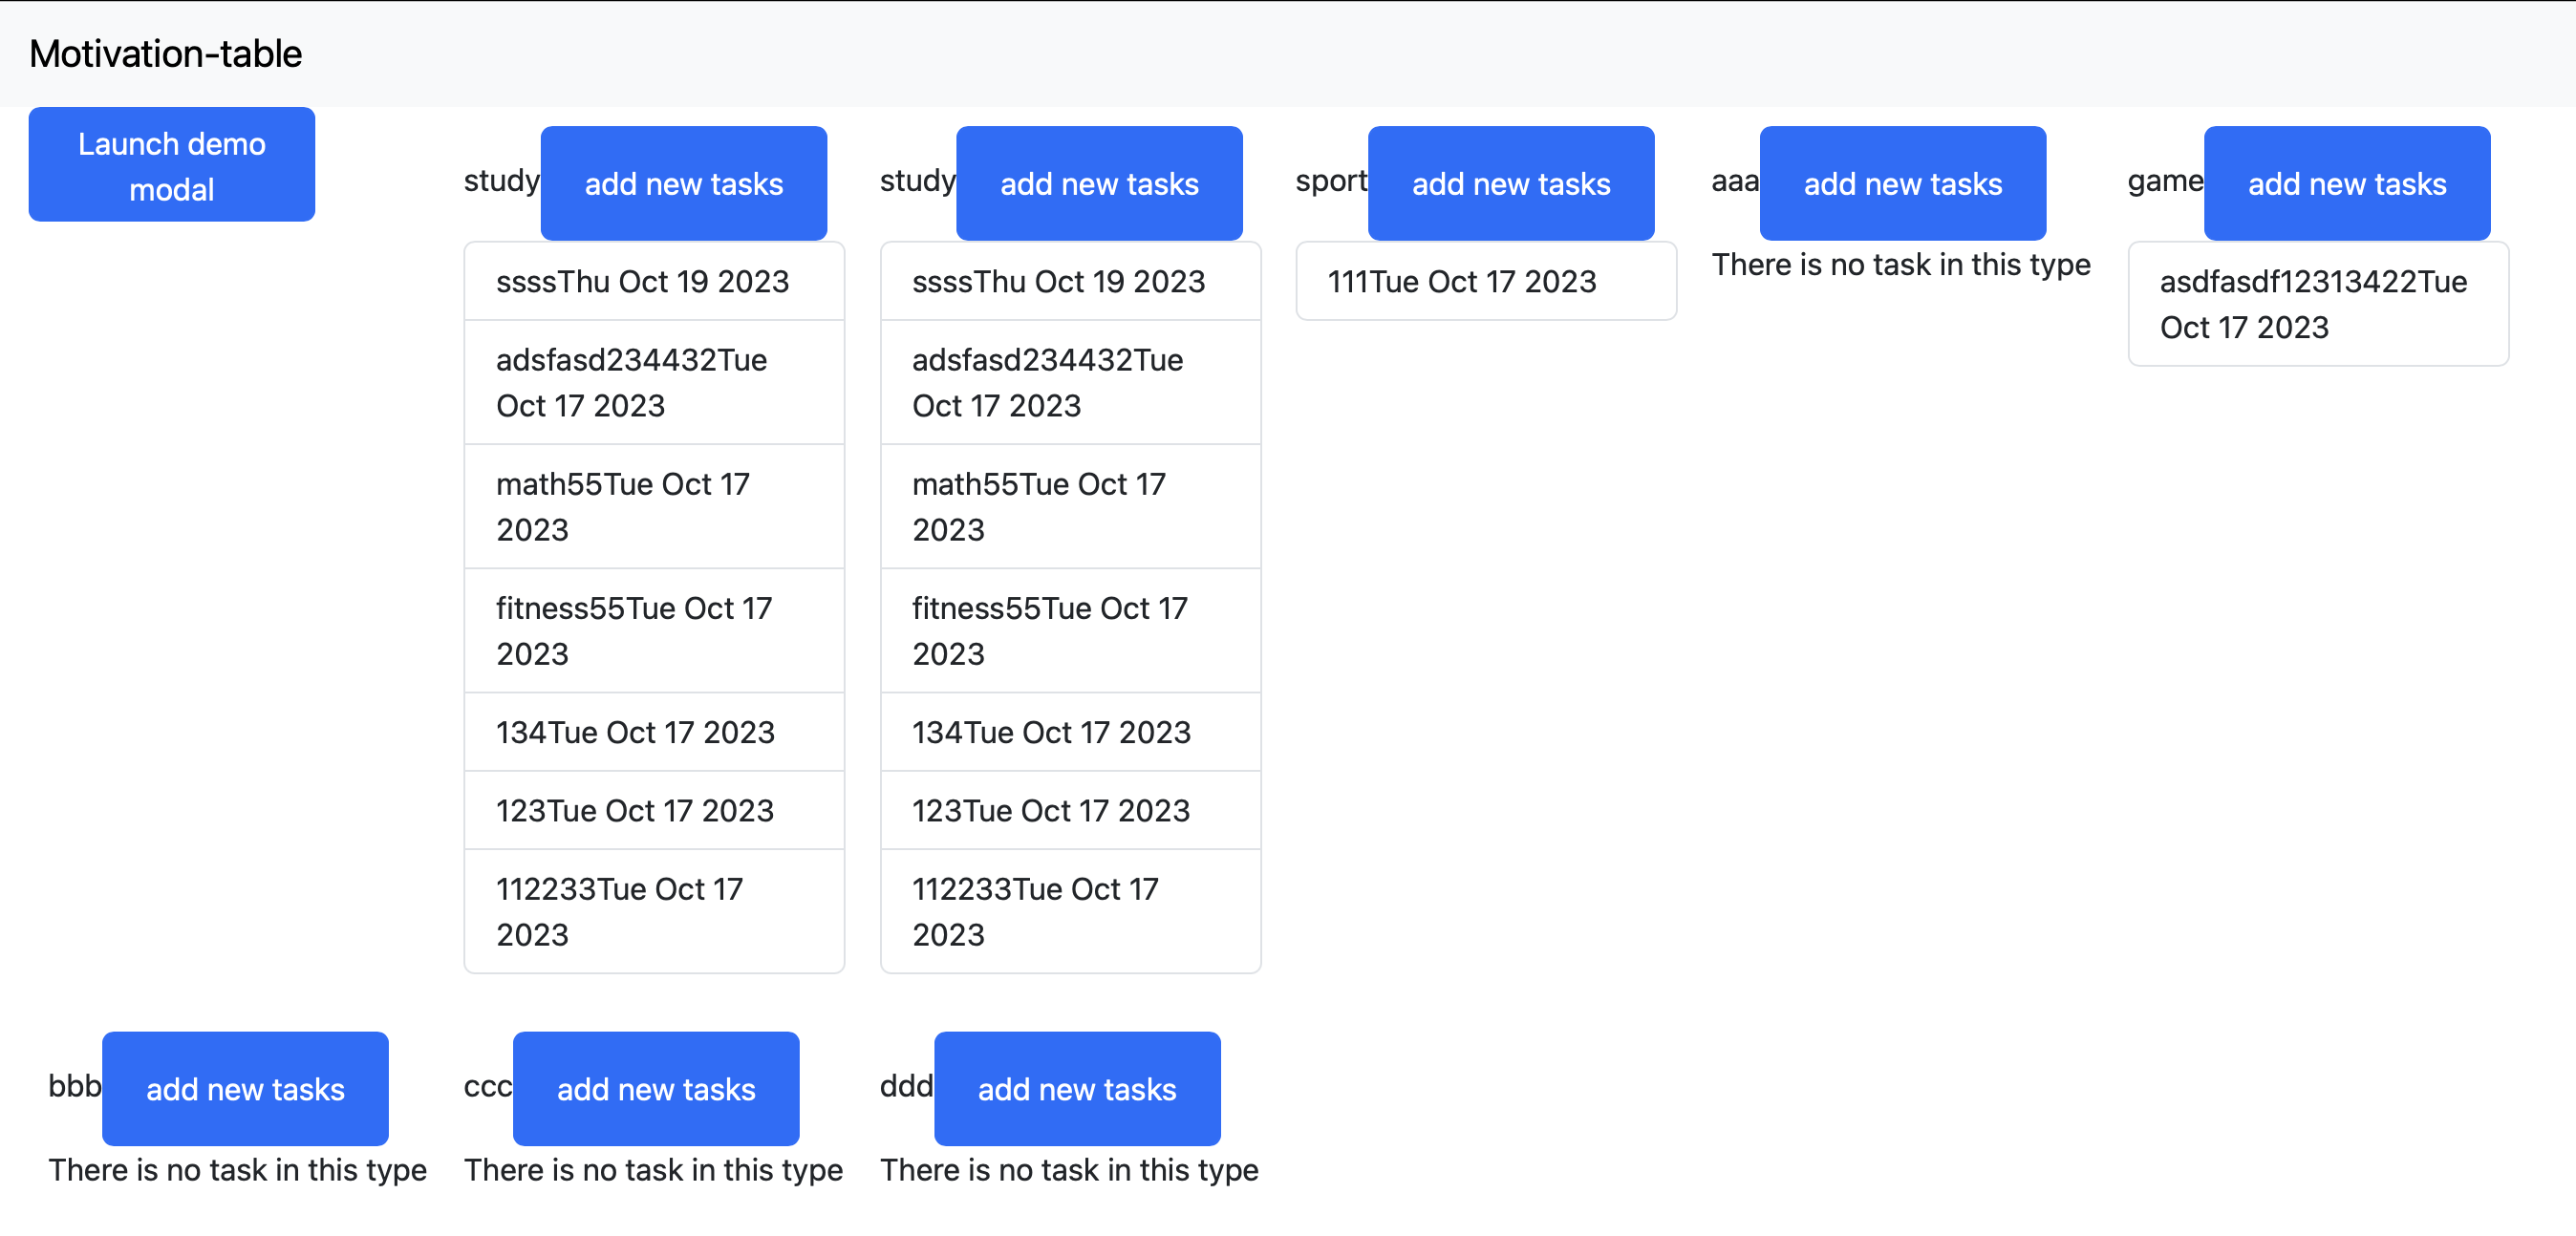 Motivation-table
Launch demo
modal
study
add new tasks
ssssThu Oct 19 2023
adsfasd234432Tue
Oct 17 2023
math55Tue Oct 17
2023
fitness55Tue Oct 17
2023
134Tue Oct 17 2023
123Tue Oct 17 2023
112233Tue Oct 17
2023
study
add new tasks
ssssThu Oct 19 2023
adsfasd234432Tue
Oct 17 2023
math55Tue Oct 17
2023
fitness55Tue Oct 17
2023
134Tue Oct 17 2023
123Tue Oct 17 2023
112233Tue Oct 17
2023
sport
add new tasks
111Tue Oct 17 2023
aaa
add new tasks
There is no task in this type
game
add new tasks
asdfasdf12313422Tue
Oct 17 2023
bbb
add new tasks
There is no task in this type
ccc
add new tasks
There is no task in this type
ddd
add new tasks
There is no task in this type